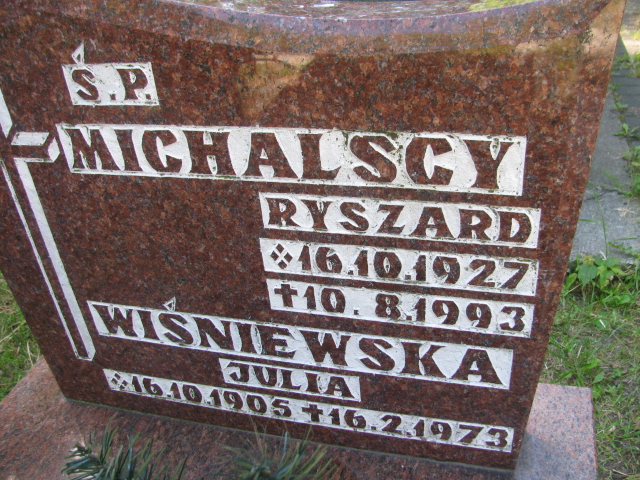 Ś.P.
MICHALSCY
RYSZARD
16.10.1927
✝10.8.1993
WIŚNIEWSKA
JULIA
16.10.1905 ✝16.2.1973